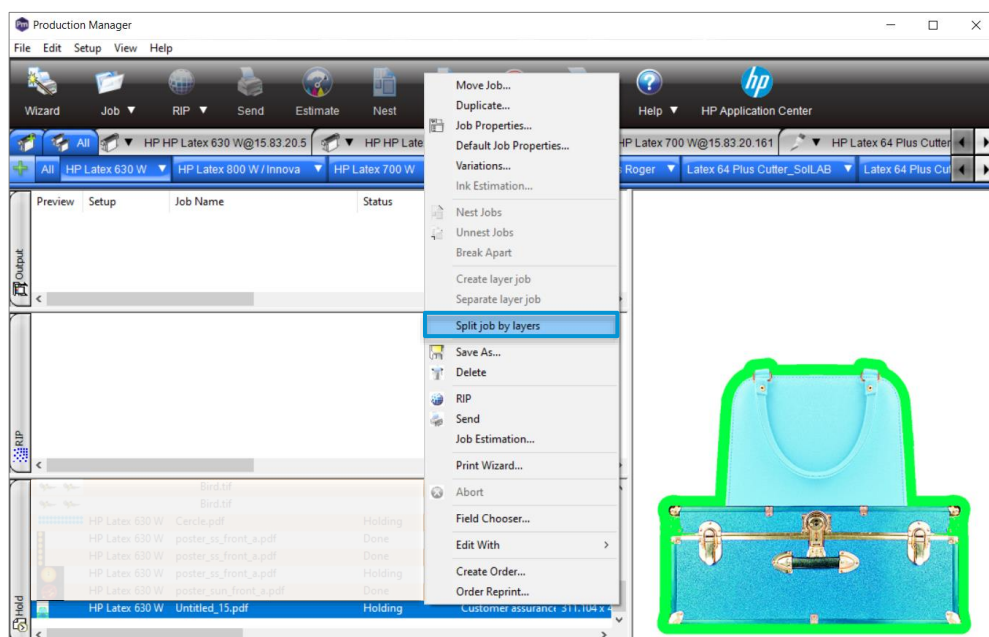 Pm Production Manager
File Edit Setup View Help
Wizard Job RIP Send Estimate Nest Help HP Application Center
hp
All HP HP Latex 630 W@15.83.20.5 HP HP Late HP Latex 700 W@15.83.20.161 HP Latex 64 Plus Cutter
All HP Latex 630 W HP Latex 800 W / Innova HP Latex 700 W Roger Latex 64 Plus Cutter_SolLAB Latex 64 Plus Cut
Preview Setup Job Name Status
Output
RIP
Hold
Bird.tif
Bird.tif
HP Latex 630 W Cercle.pdf Holding
HP Latex 630 W poster_ss_front_a.pdf Done
HP Latex 630 W poster_ss_front_a.pdf Done
HP Latex 630 W poster_ss_front_a.pdf Holding
HP Latex 630 W poster_sun_front_a.pdf Done
HP Latex 630 W Untitled_15.pdf Holding Customer assuranc 311.104 x 4
Move Job...
Duplicate...
Job Properties...
Default Job Properties...
Variations...
Ink Estimation...
Nest Jobs
Unnest Jobs
Break Apart
Create layer job
Separate layer job
Split job by layers
Save As...
Delete
RIP
Send
Job Estimation...
Print Wizard...
Abort
Field Chooser...
Edit With
Create Order...
Order Reprint...